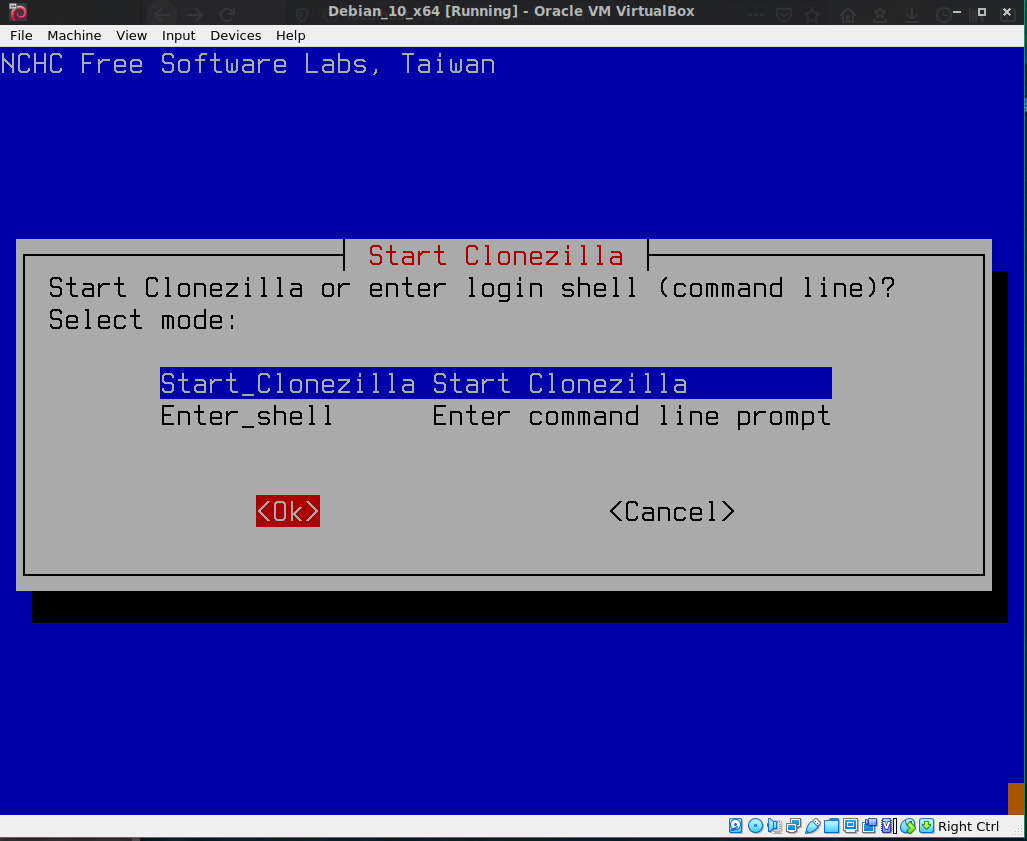 Debian_10_x64 [Running] - Oracle VM VirtualBox
File Machine View Input Devices Help
NCHC Free Software Labs, Taiwan
Start Clonezilla
Start Clonezilla or enter login shell (command line)?
Select mode:
Start_Clonezilla Start Clonezilla
Enter_shell Enter command line prompt
<Ok> <Cancel>
Right Ctrl